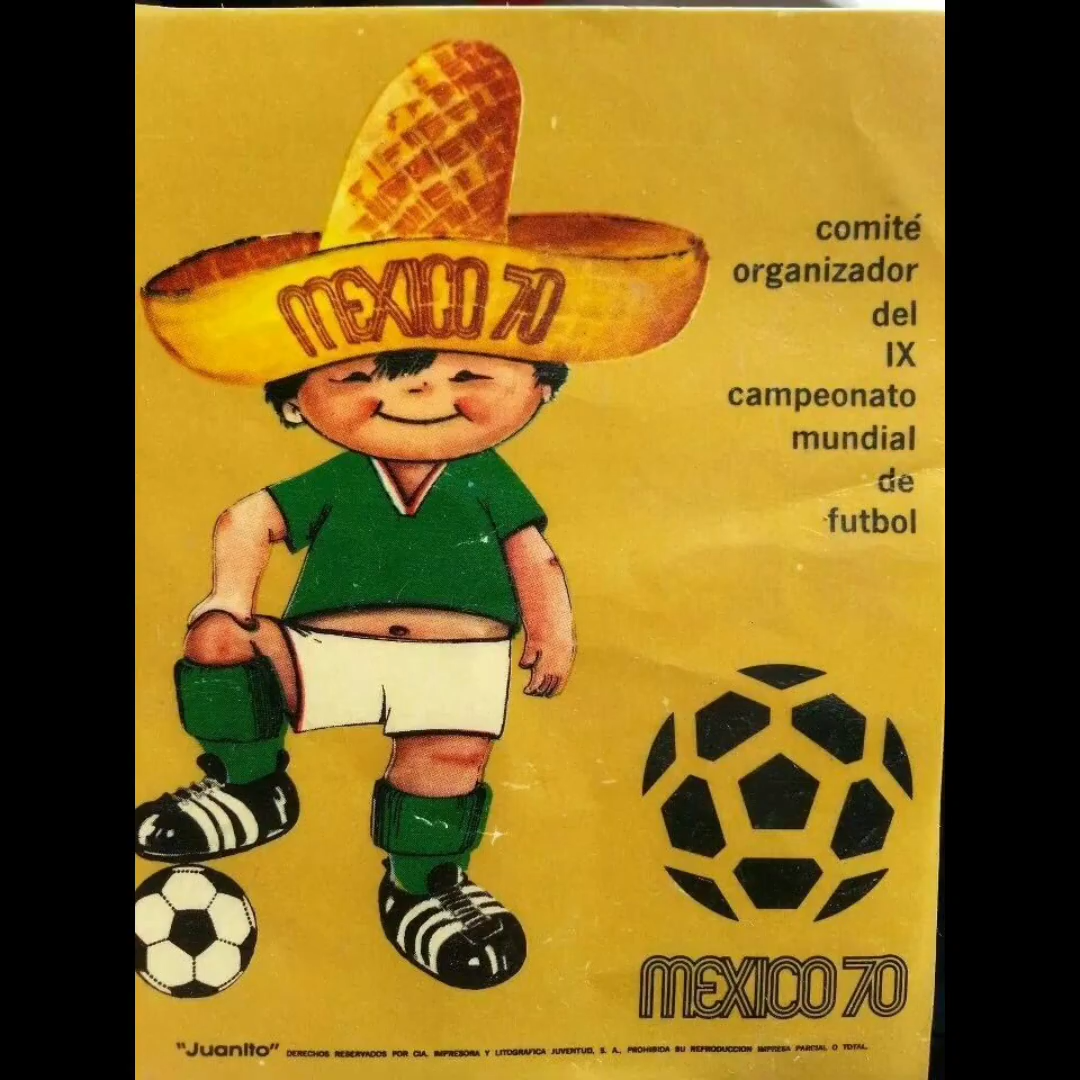 MEXICO 70
comité
organizador
del
IX
campeonato
mundial
de
futbol
MEXICO 70
"Juanito" DERECHOS RESERVADOS POR CIA. IMPRESORA Y LITOGRAFICA JUVENTUD, S. A., PROHIBIDA SU REPRODUCCION IMPRESA PARCIAL O TOTAL.